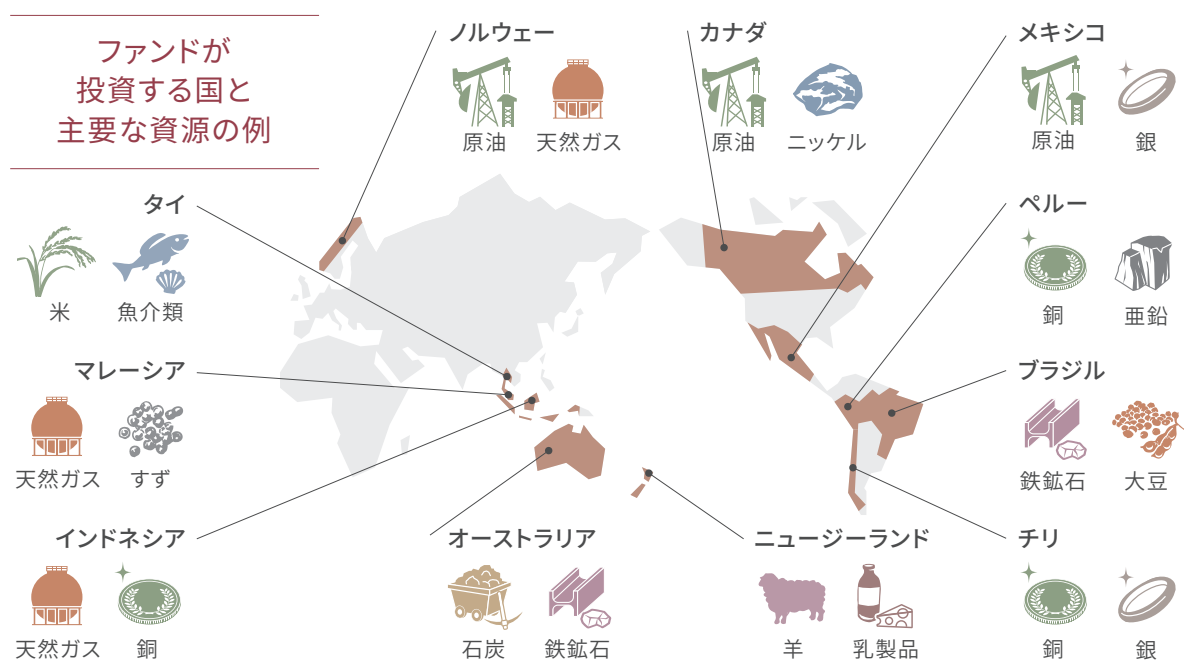 ファンドが
投資する国と
主要な資源の例
ノルウェー
原油 天然ガス
カナダ
原油 ニッケル
メキシコ
原油 銀
タイ
米 魚介類
ペルー
銅 亜鉛
マレーシア
天然ガス すず
ブラジル
鉄鉱石 大豆
インドネシア
天然ガス 銅
オーストラリア
石炭 鉄鉱石
ニュージーランド
羊 乳製品
チリ
銅 銀